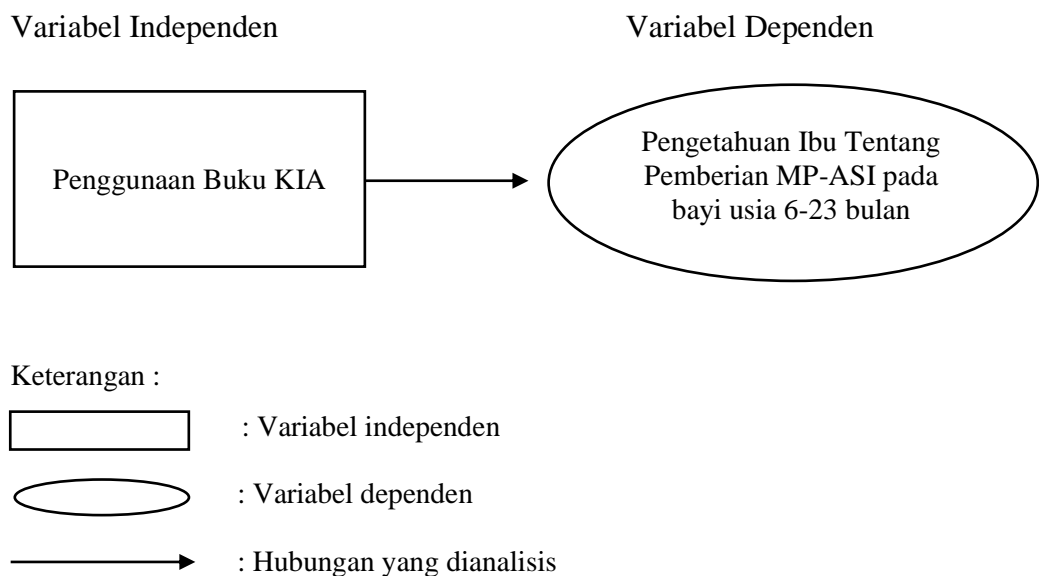 Variabel Independen
Variabel Dependen
Penggunaan Buku KIA
Pengetahuan Ibu Tentang
Pemberian MP-ASI pada
bayi usia 6-23 bulan
Keterangan :
: Variabel independen
: Variabel dependen
: Hubungan yang dianalisis